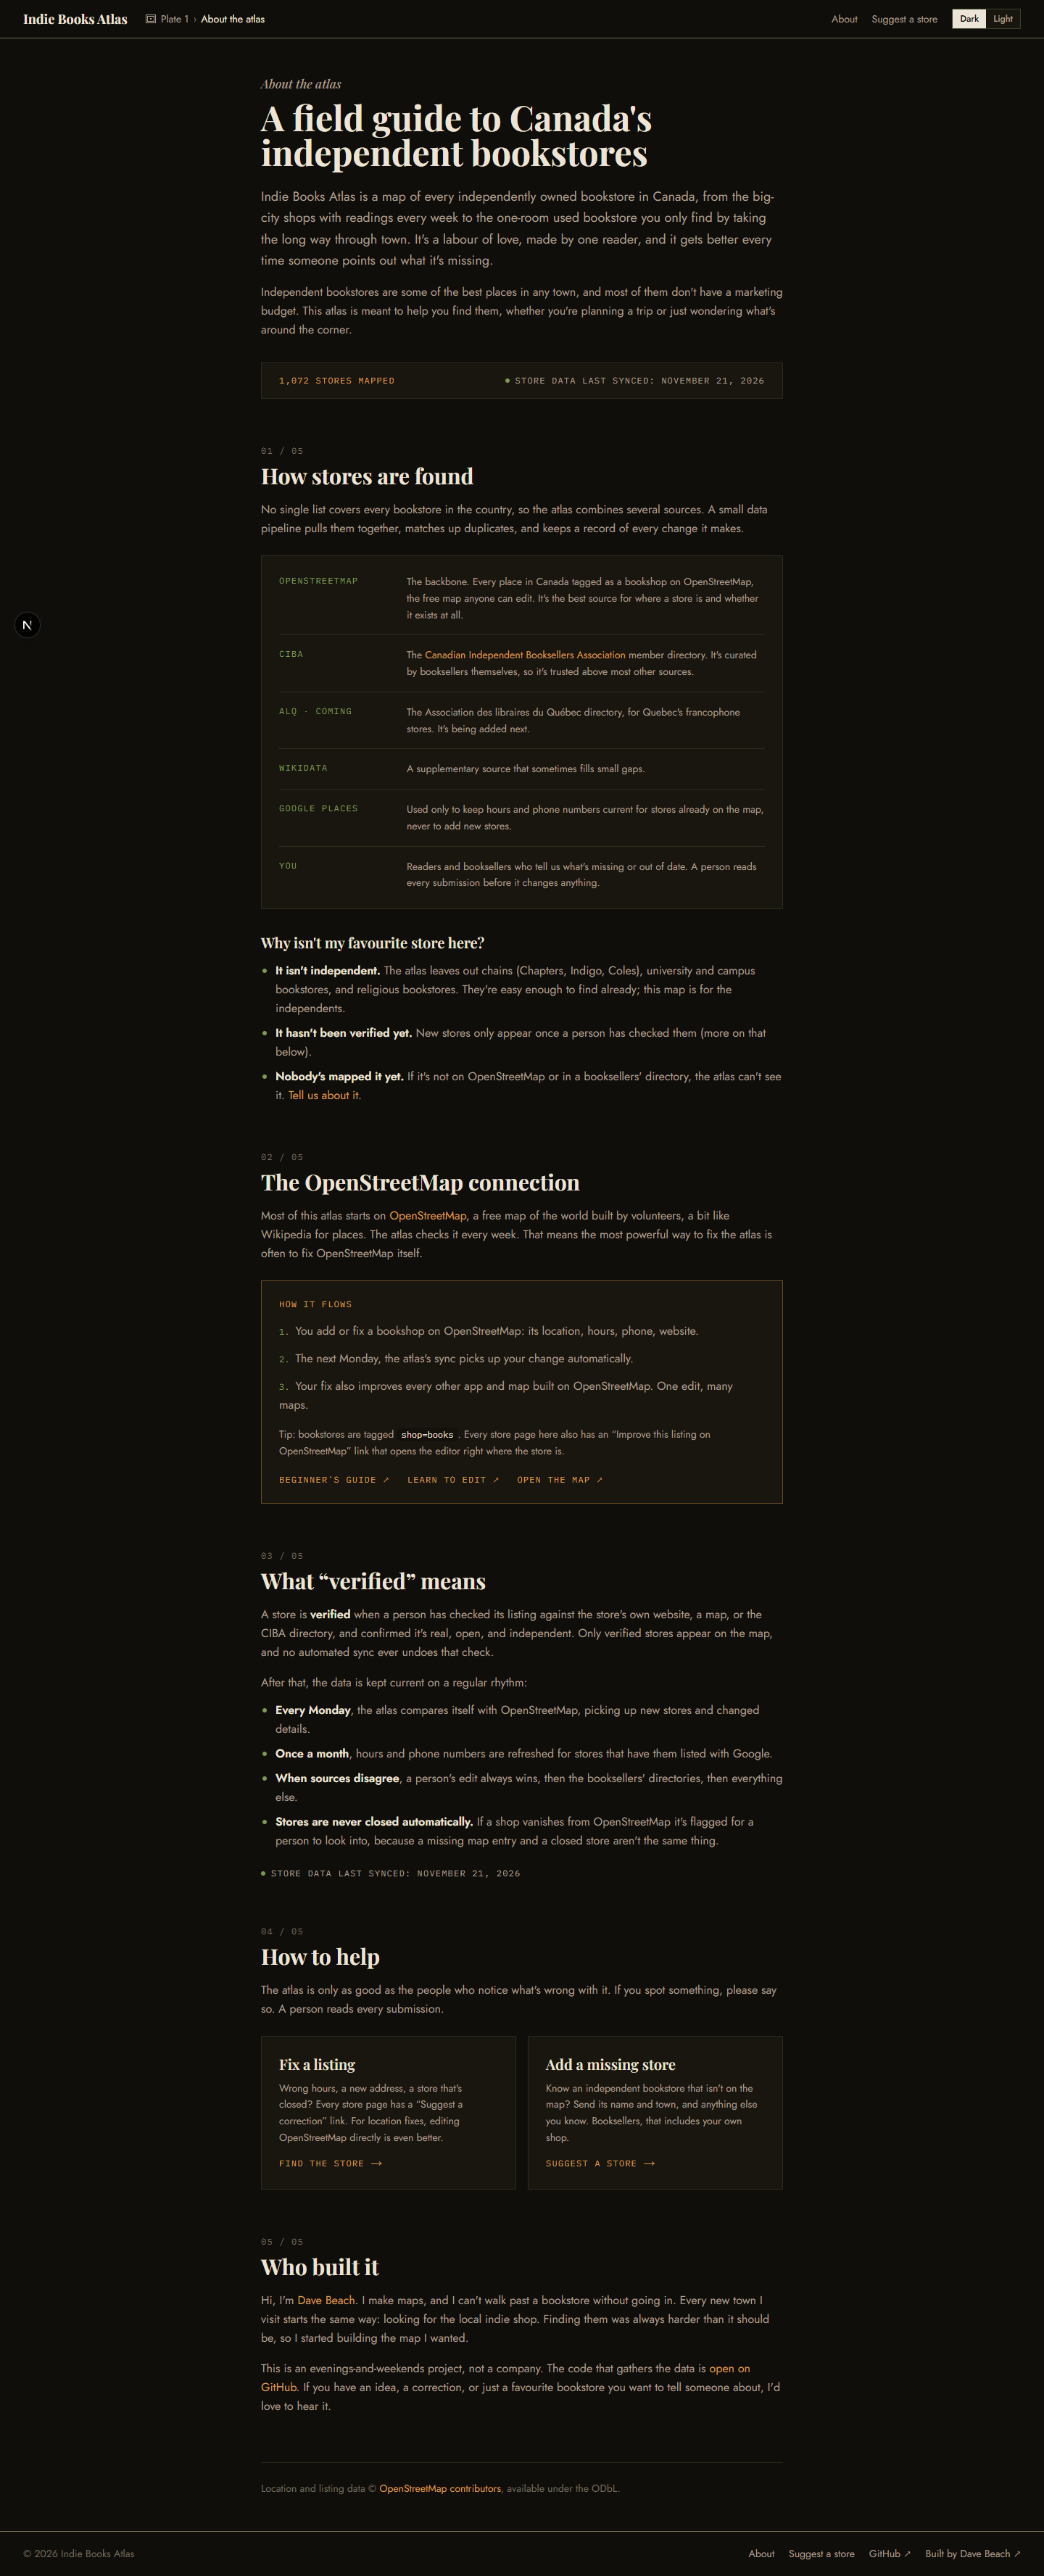 Indie Books Atlas
Plate 1 › About the atlas
About
Suggest a store
Dark
Light
About the atlas
A field guide to Canada's
independent bookstores
Indie Books Atlas is a map of every independently owned bookstore in Canada, from the big-
city shops with readings every week to the one-room used bookstore you only find by taking
the long way through town. It's a labour of love, made by one reader, and it gets better every
time someone points out what it's missing.
Independent bookstores are some of the best places in any town, and most of them don't have a marketing
budget. This atlas is meant to help you find them, whether you're planning a trip or just wondering what's
around the corner.
1,072 STORES MAPPED
STORE DATA LAST SYNCED: NOVEMBER 21, 2026
01 / 05
How stores are found
No single list covers every bookstore in the country, so the atlas combines several sources. A small data
pipeline pulls them together, matches up duplicates, and keeps a record of every change it makes.
OPENSTREETMAP
The backbone. Every place in Canada tagged as a bookshop on OpenStreetMap,
the free map anyone can edit. It's the best source for where a store is and whether
it exists at all.
CIBA
The Canadian Independent Booksellers Association member directory. It's curated
by booksellers themselves, so it's trusted above most other sources.
ALQ · COMING
The Association des libraires du Québec directory, for Quebec's francophone
stores. It's being added next.
WIKIDATA
A supplementary source that sometimes fills small gaps.
GOOGLE PLACES
Used only to keep hours and phone numbers current for stores already on the map,
never to add new stores.
YOU
Readers and booksellers who tell us what's missing or out of date. A person reads
every submission before it changes anything.
N
Why isn't my favourite store here?
It isn't independent. The atlas leaves out chains (Chapters, Indigo, Coles), university and campus
bookstores, and religious bookstores. They're easy enough to find already; this map is for the
independents.
It hasn't been verified yet. New stores only appear once a person has checked them (more on that
below).
Nobody's mapped it yet. If it's not on OpenStreetMap or in a booksellers' directory, the atlas can't see
it. Tell us about it.
02 / 05
The OpenStreetMap connection
Most of this atlas starts on OpenStreetMap, a free map of the world built by volunteers, a bit like
Wikipedia for places. The atlas checks it every week. That means the most powerful way to fix the atlas is
often to fix OpenStreetMap itself.
HOW IT FLOWS
1. You add or fix a bookshop on OpenStreetMap: its location, hours, phone, website.
2. The next Monday, the atlas's sync picks up your change automatically.
3. Your fix also improves every other app and map built on OpenStreetMap. One edit, many
maps.
Tip: bookstores are tagged shop=books . Every store page here also has an “Improve this listing on
OpenStreetMap” link that opens the editor right where the store is.
BEGINNER'S GUIDE ↗ LEARN TO EDIT ↗ OPEN THE MAP ↗
03 / 05
What “verified” means
A store is verified when a person has checked its listing against the store's own website, a map, or the
CIBA directory, and confirmed it's real, open, and independent. Only verified stores appear on the map,
and no automated sync ever undoes that check.
After that, the data is kept current on a regular rhythm:
Every Monday, the atlas compares itself with OpenStreetMap, picking up new stores and changed
details.
Once a month, hours and phone numbers are refreshed for stores that have them listed with Google.
When sources disagree, a person's edit always wins, then the booksellers' directories, then everything
else.
Stores are never closed automatically. If a shop vanishes from OpenStreetMap it's flagged for a
person to look into, because a missing map entry and a closed store aren't the same thing.
STORE DATA LAST SYNCED: NOVEMBER 21, 2026
04 / 05
How to help
The atlas is only as good as the people who notice what's wrong with it. If you spot something, please say
so. A person reads every submission.
Fix a listing
Wrong hours, a new address, a store that's
closed? Every store page has a “Suggest a
correction” link. For location fixes, editing
OpenStreetMap directly is even better.
FIND THE STORE ⟶
Add a missing store
Know an independent bookstore that isn't on the
map? Send its name and town, and anything else
you know. Booksellers, that includes your own
shop.
SUGGEST A STORE ⟶
05 / 05
Who built it
Hi, I'm Dave Beach. I make maps, and I can't walk past a bookstore without going in. Every new town I
visit starts the same way: looking for the local indie shop. Finding them was always harder than it should
be, so I started building the map I wanted.
This is an evenings-and-weekends project, not a company. The code that gathers the data is open on
GitHub. If you have an idea, a correction, or just a favourite bookstore you want to tell someone about, I'd
love to hear it.
Location and listing data © OpenStreetMap contributors, available under the ODbL.
© 2026 Indie Books Atlas
About
Suggest a store
GitHub ↗
Built by Dave Beach ↗